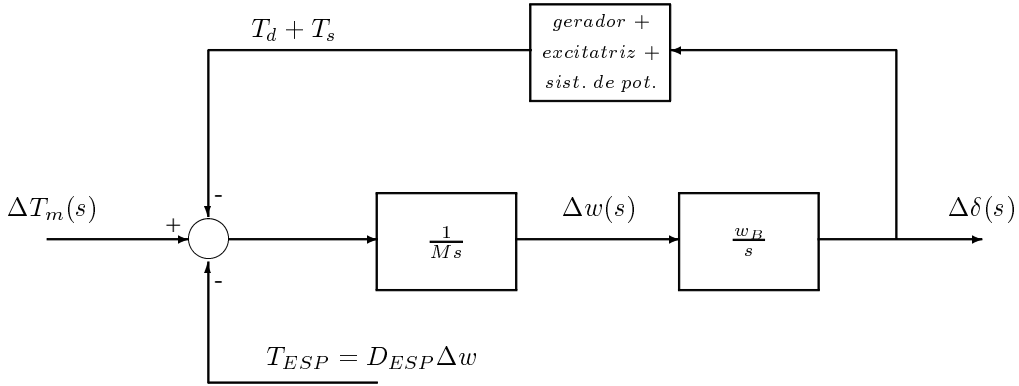 T_d + T_s
gerador +
excitatriz +
sist. de pot.
-
ΔT_m(s)
+
1
Ms
Δw(s)
w_B
s
Δδ(s)
-
T_ESP = D_ESP Δw